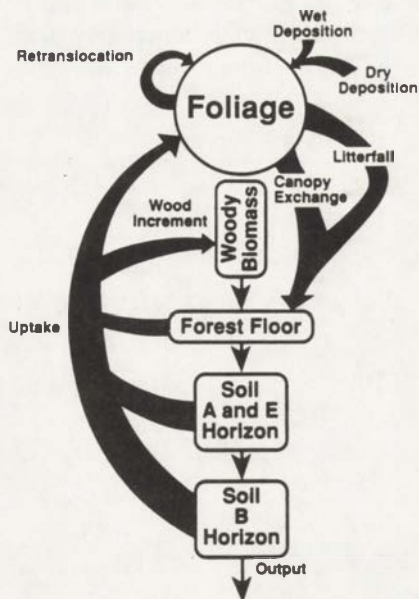 Wet
Deposition
Retranslocation
Dry
Deposition
Foliage
Litterfall
Canopy
Exchange
Wood
Increment
Woody
Biomass
Uptake
Forest Floor
Soil
A and E
Horizon
Soil
B
Horizon
Output